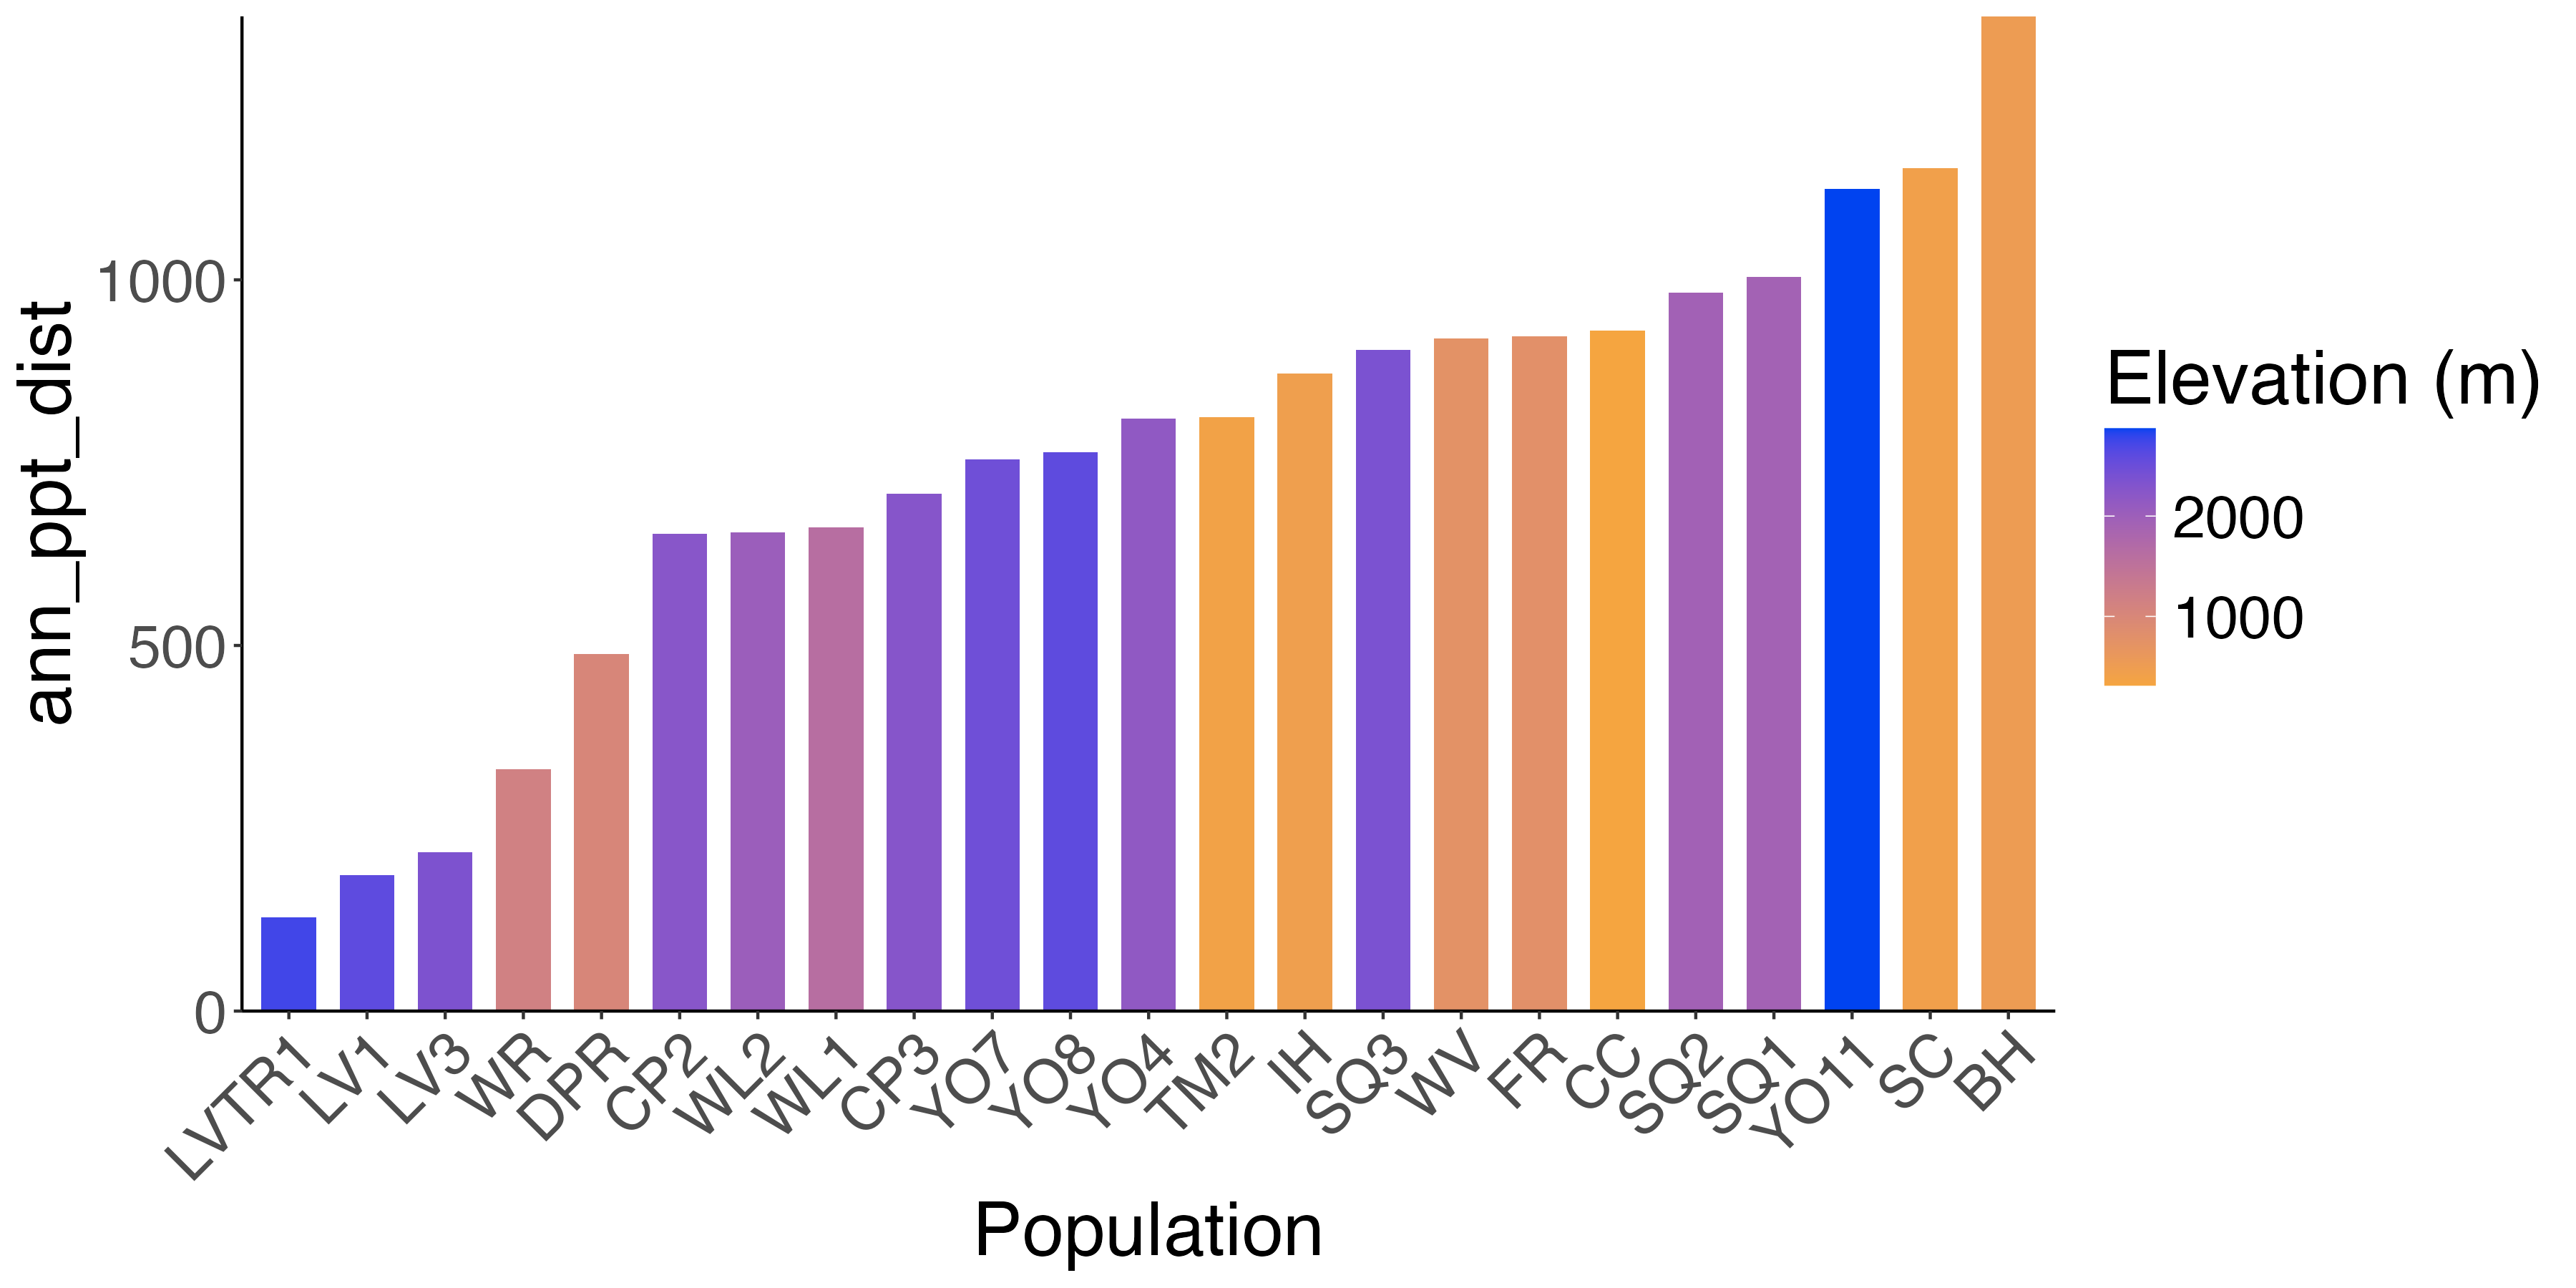 ann_ppt_dist
1000
500
0
LVTR1
LV1
LV3
WR
DPR
CP2
WL2
WL1
CP3
YO7
YO8
YO4
TM2
IH
SQ3
WV
FR
CC
SQ2
SQ1
YO11
SC
BH
Population
Elevation (m)
2000
1000